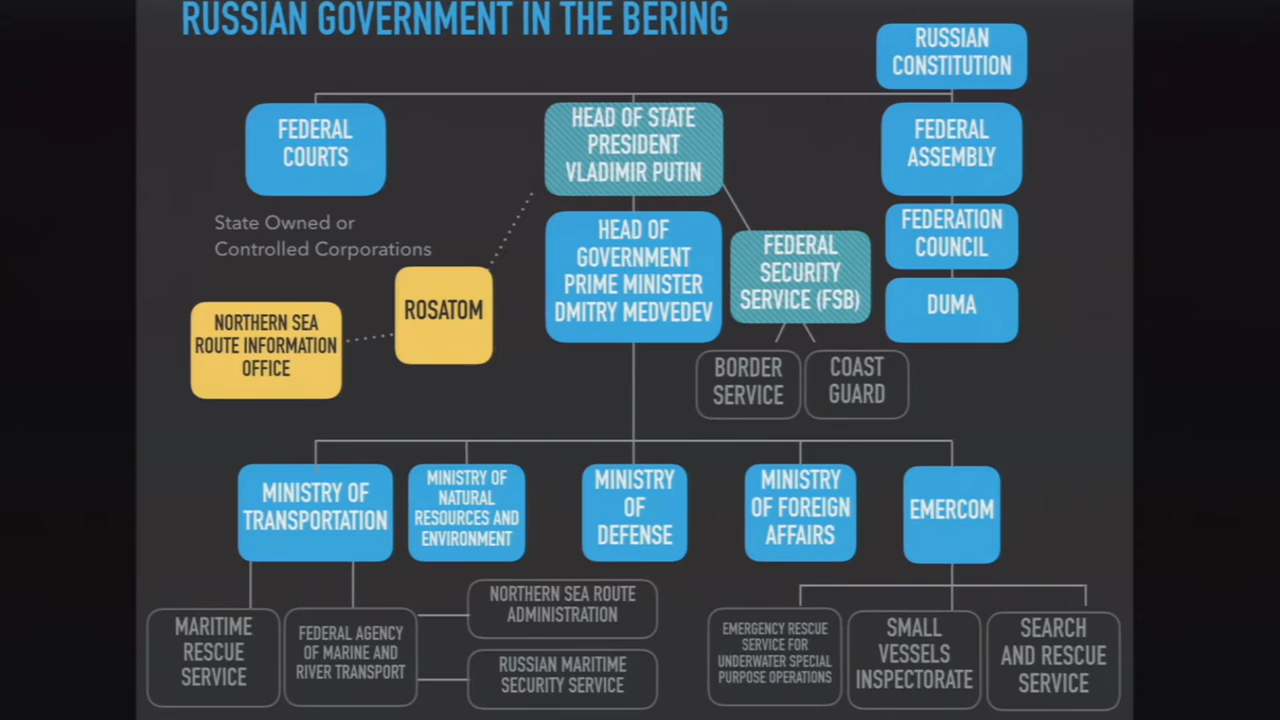 RUSSIAN GOVERNMENT IN THE BERING
RUSSIAN
CONSTITUTION
FEDERAL
COURTS
HEAD OF STATE
PRESIDENT
VLADIMIR PUTIN
FEDERAL
ASSEMBLY
State Owned or
Controlled Corporations
HEAD OF
GOVERNMENT
PRIME MINISTER
DMITRY MEDVEDEV
FEDERAL
SECURITY
SERVICE (FSB)
FEDERATION
COUNCIL
DUMA
ROSATOM
NORTHERN SEA
ROUTE INFORMATION
OFFICE
BORDER
SERVICE
COAST
GUARD
MINISTRY OF
TRANSPORTATION
MINISTRY OF
NATURAL
RESOURCES AND
ENVIRONMENT
MINISTRY
OF
DEFENSE
MINISTRY
OF FOREIGN
AFFAIRS
EMERCOM
MARITIME
RESCUE
SERVICE
FEDERAL AGENCY
OF MARINE AND
RIVER TRANSPORT
NORTHERN SEA ROUTE
ADMINISTRATION
RUSSIAN MARITIME
SECURITY SERVICE
EMERGENCY RESCUE
SERVICE FOR
UNDERWATER SPECIAL
PURPOSE OPERATIONS
SMALL
VESSELS
INSPECTORATE
SEARCH
AND RESCUE
SERVICE